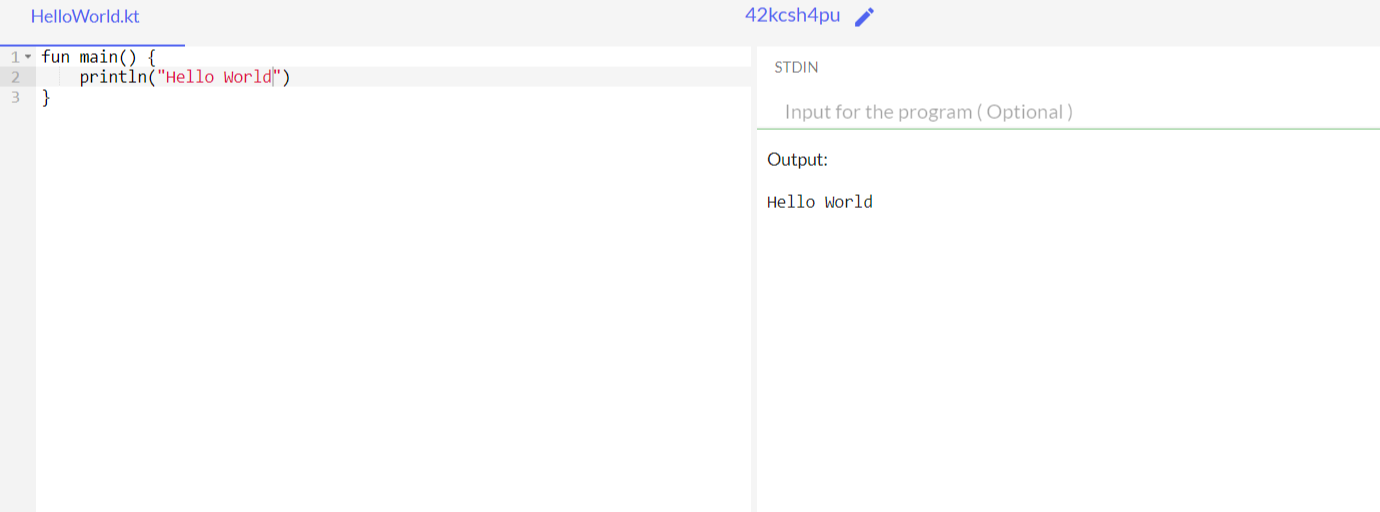 HelloWorld.kt
42kcsh4pu
1 fun main() {
2     println("Hello World")
3 }
STDIN
Input for the program ( Optional )
Output:
Hello World